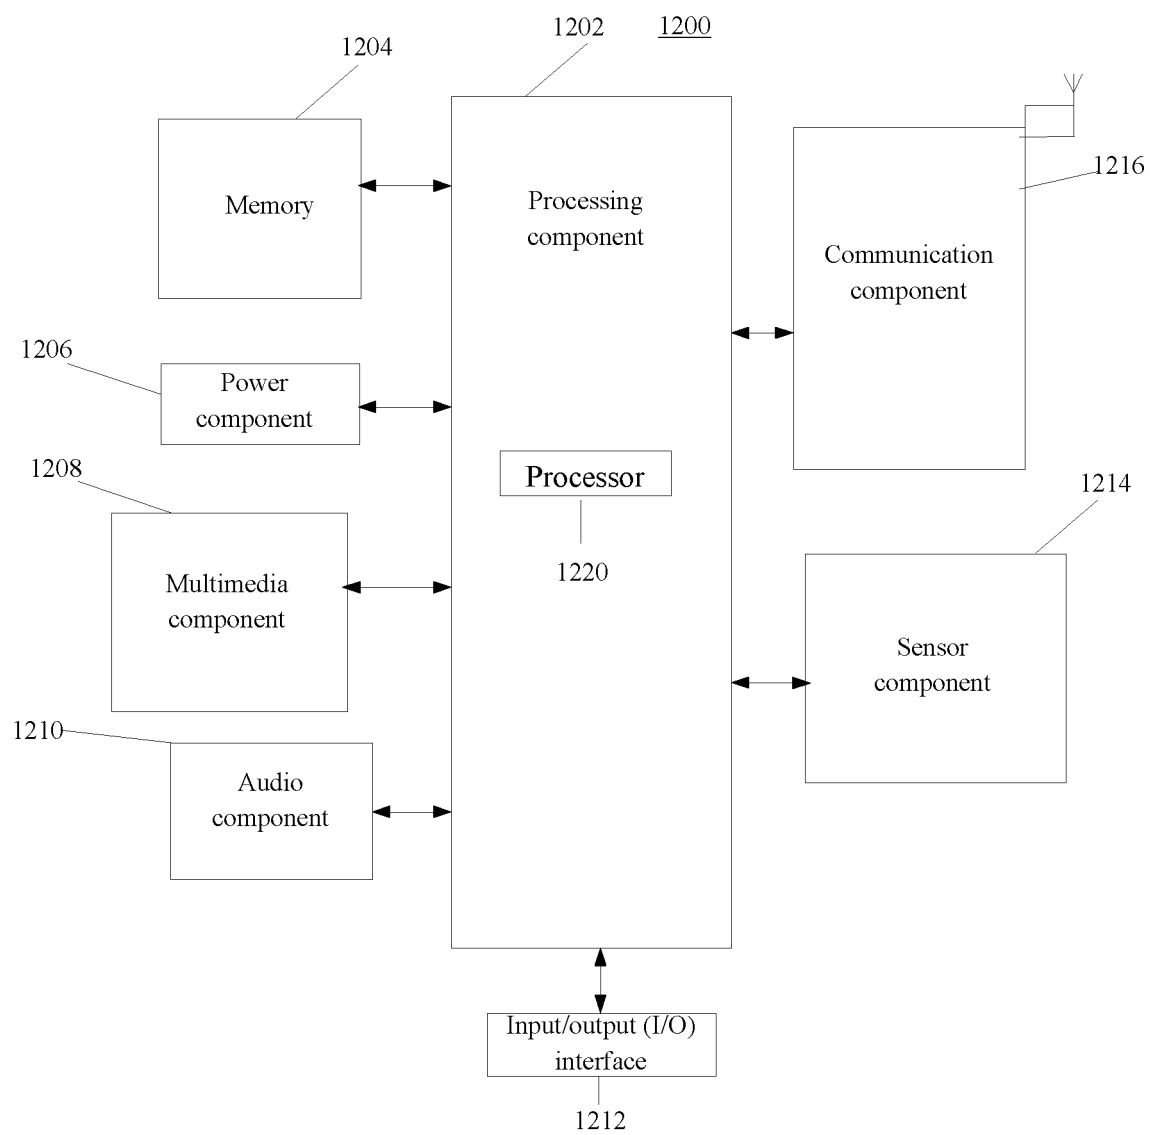 1202
1200
1204
Memory
Processing
component
1216
Communication
component
1206
Power
component
1208
Processor
1214
1220
Multimedia
component
Sensor
component
1210
Audio
component
Input/output (I/O)
interface
1212